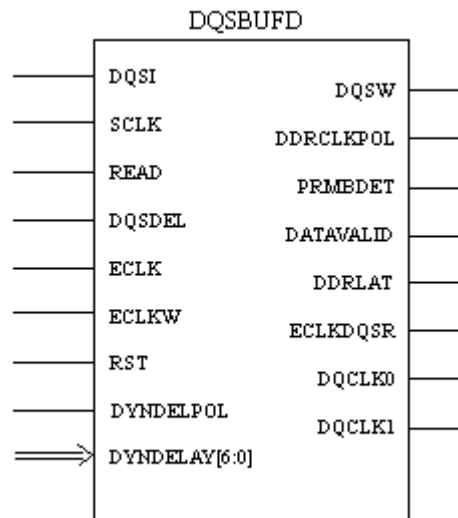 DQSBUFD
DQSI
SCLK
READ
DQSDEL
ECLK
ECLKW
RST
DYNDELPOL
DYNDELAY[6:0]
DQSW
DDRCLKPOL
PRMBDET
DATAVALID
DDRLAT
ECLKDQSR
DQCLK0
DQCLK1